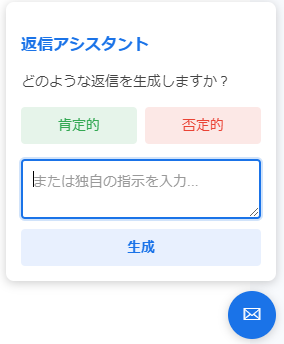 返信アシスタント
どのような返信を生成しますか？
肯定的
否定的
または独自の指示を入力...
生成